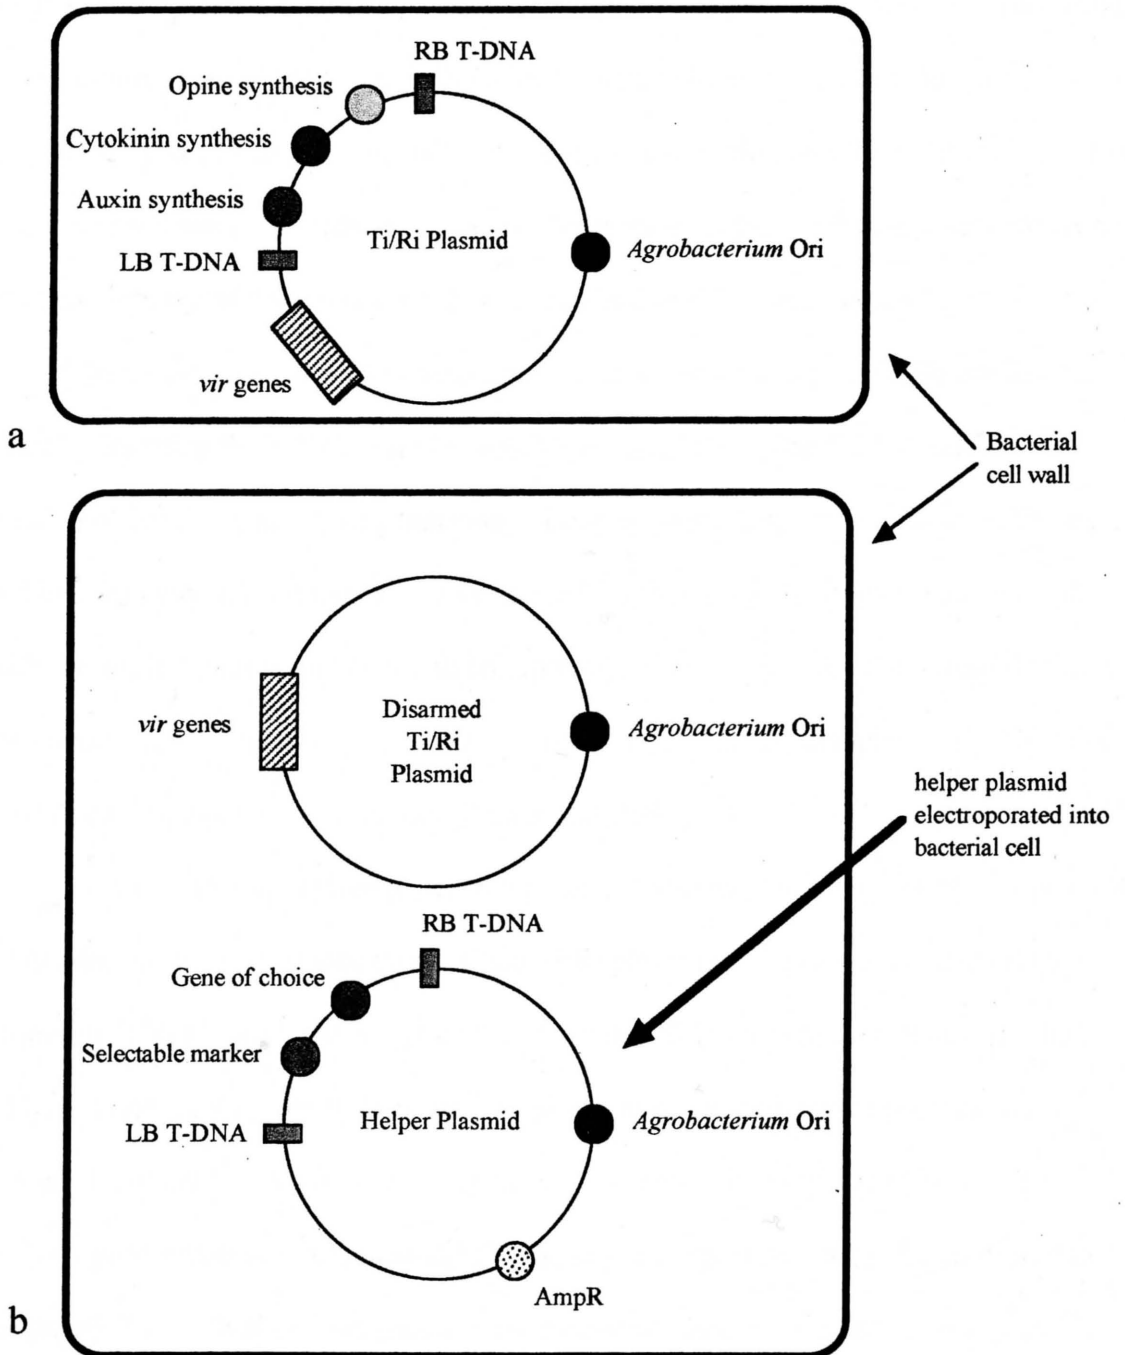 RB T-DNA
Opine synthesis
Cytokinin synthesis
Auxin synthesis
LB T-DNA
Ti/Ri Plasmid
Agrobacterium Ori
vir genes
a
Bacterial
cell wall
vir genes
Disarmed
Ti/Ri
Plasmid
Agrobacterium Ori
helper plasmid
electroporated into
bacterial cell
RB T-DNA
Gene of choice
Selectable marker
LB T-DNA
Helper Plasmid
Agrobacterium Ori
AmpR
b